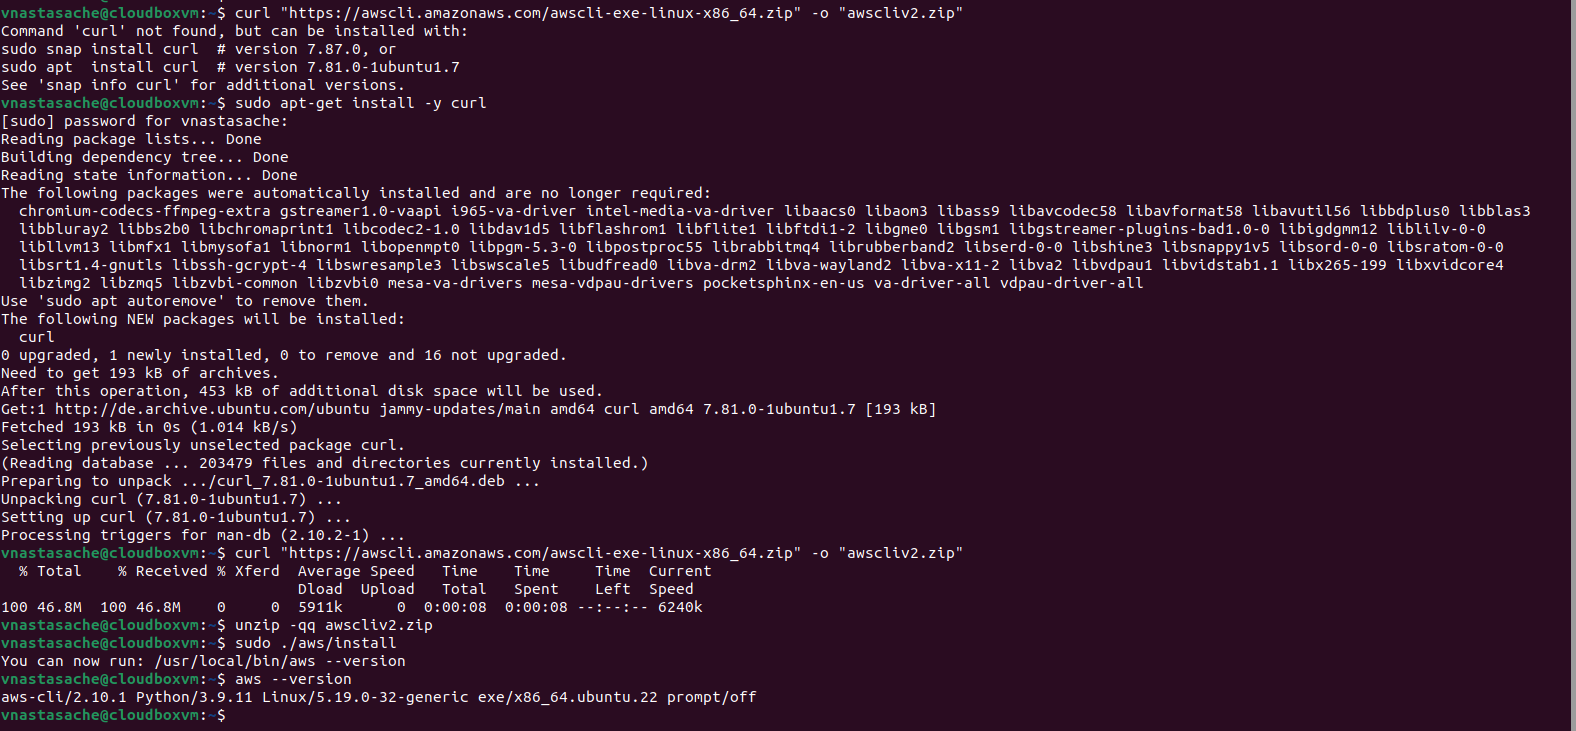 vnastasache@cloudboxvm:~$ curl "https://awscli.amazonaws.com/awscli-exe-linux-x86_64.zip" -o "awscliv2.zip"
Command 'curl' not found, but can be installed with:
sudo snap install curl  # version 7.87.0, or
sudo apt  install curl  # version 7.81.0-1ubuntu1.7
See 'snap info curl' for additional versions.
vnastasache@cloudboxvm:~$ sudo apt-get install -y curl
[sudo] password for vnastasache:
Reading package lists... Done
Building dependency tree... Done
Reading state information... Done
The following packages were automatically installed and are no longer required:
  chromium-codecs-ffmpeg-extra gstreamer1.0-vaapi i965-va-driver intel-media-va-driver libaacs0 libaom3 libass9 libavcodec58 libavformat58 libavutil56 libbdplus0 libblas3
  libbluray2 libbs2b0 libchromaprint1 libcodec2-1.0 libdav1d5 libflashrom1 libflite1 libftdi1-2 libgme0 libgsm1 libgstreamer-plugins-bad1.0-0 libigdgmm12 liblilv-0-0
  libllvm13 libmfx1 libmysofa1 libnorm1 libopenmpt0 libpgm-5.3-0 libpostproc55 librabbitmq4 librubberband2 libserd-0-0 libshine3 libsnappy1v5 libsord-0-0 libsratom-0-0
  libsrt1.4-gnutls libssh-gcrypt-4 libswresample3 libswscale5 libudfread0 libva-drm2 libva-wayland2 libva-x11-2 libva2 libvdpau1 libvidstab1.1 libx265-199 libxvidcore4
  libzimg2 libzmq5 libzvbi-common libzvbi0 mesa-va-drivers mesa-vdpau-drivers pocketsphinx-en-us va-driver-all vdpau-driver-all
Use 'sudo apt autoremove' to remove them.
The following NEW packages will be installed:
  curl
0 upgraded, 1 newly installed, 0 to remove and 16 not upgraded.
Need to get 193 kB of archives.
After this operation, 453 kB of additional disk space will be used.
Get:1 http://de.archive.ubuntu.com/ubuntu jammy-updates/main amd64 curl amd64 7.81.0-1ubuntu1.7 [193 kB]
Fetched 193 kB in 0s (1.014 kB/s)
Selecting previously unselected package curl.
(Reading database ... 203479 files and directories currently installed.)
Preparing to unpack .../curl_7.81.0-1ubuntu1.7_amd64.deb ...
Unpacking curl (7.81.0-1ubuntu1.7) ...
Setting up curl (7.81.0-1ubuntu1.7) ...
Processing triggers for man-db (2.10.2-1) ...
vnastasache@cloudboxvm:~$ curl "https://awscli.amazonaws.com/awscli-exe-linux-x86_64.zip" -o "awscliv2.zip"
  % Total    % Received % Xferd  Average Speed   Time    Time     Time  Current
                                 Dload  Upload   Total   Spent    Left  Speed
100 46.8M  100 46.8M    0     0  5911k      0  0:00:08  0:00:08 --:--:-- 6240k
vnastasache@cloudboxvm:~$ unzip -qq awscliv2.zip
vnastasache@cloudboxvm:~$ sudo ./aws/install
You can now run: /usr/local/bin/aws --version
vnastasache@cloudboxvm:~$ aws --version
aws-cli/2.10.1 Python/3.9.11 Linux/5.19.0-32-generic exe/x86_64.ubuntu.22 prompt/off
vnastasache@cloudboxvm:~$